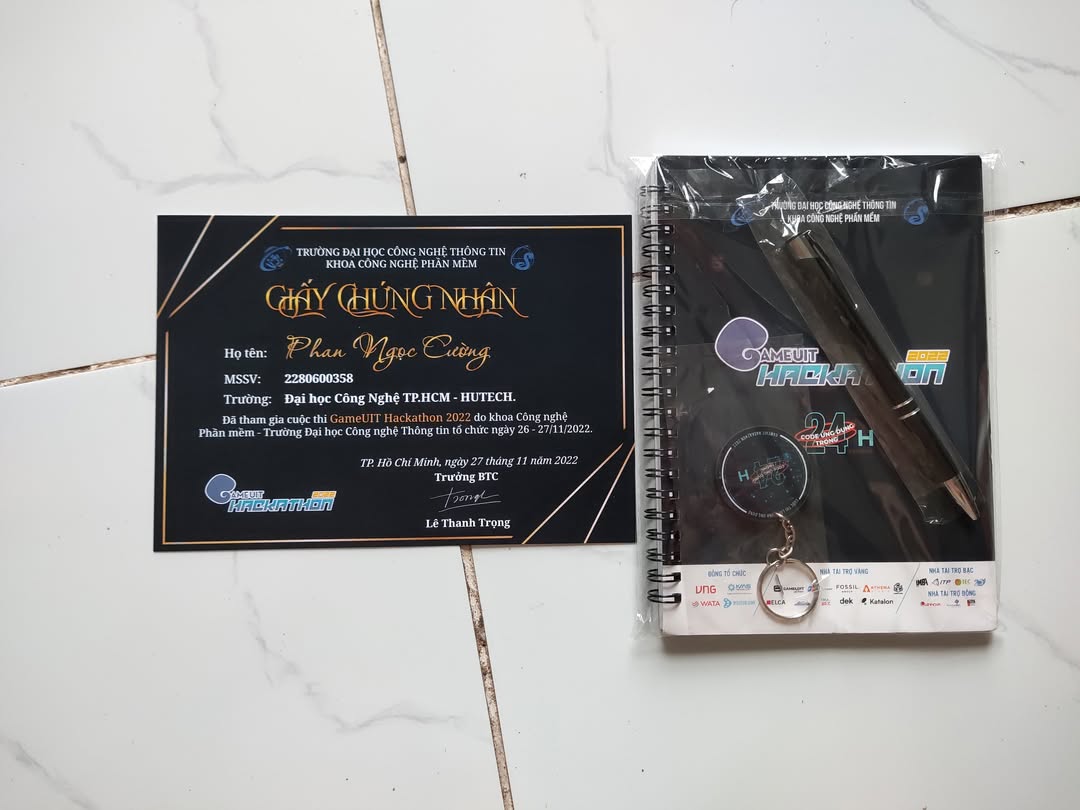 TRƯỜNG ĐẠI HỌC CÔNG NGHỆ THÔNG TIN
KHOA CÔNG NGHỆ PHẦN MỀM
GIẤY CHỨNG NHẬN
Họ tên: Phan Ngọc Cường
MSSV: 2280600358
Trường: Đại học Công Nghệ TP.HCM - HUTECH.
Đã tham gia cuộc thi GameUIT Hackathon 2022 do khoa Công nghệ
Phần mềm - Trường Đại học Công nghệ Thông tin tổ chức ngày 26 - 27/11/2022.
TP. Hồ Chí Minh, ngày 27 tháng 11 năm 2022
Trưởng BTC
Trongl
Lê Thanh Trọng
GAMEUIT 2022
HACKATHON
TRƯỜNG ĐẠI HỌC CÔNG NGHỆ THÔNG TIN
KHOA CÔNG NGHỆ PHẦN MỀM
GAMEUIT 2022
HACKATHON
24H
CODE ỨNG DỤNG
TRONG
ĐỒNG TỔ CHỨC
NHÀ TÀI TRỢ VÀNG
NHÀ TÀI TRỢ BẠC
VNG
GAMEUIT
FOSSIL
ATHENA
ITP
NHÀ TÀI TRỢ ĐỒNG
WATA
ELCA
dek
Katalon